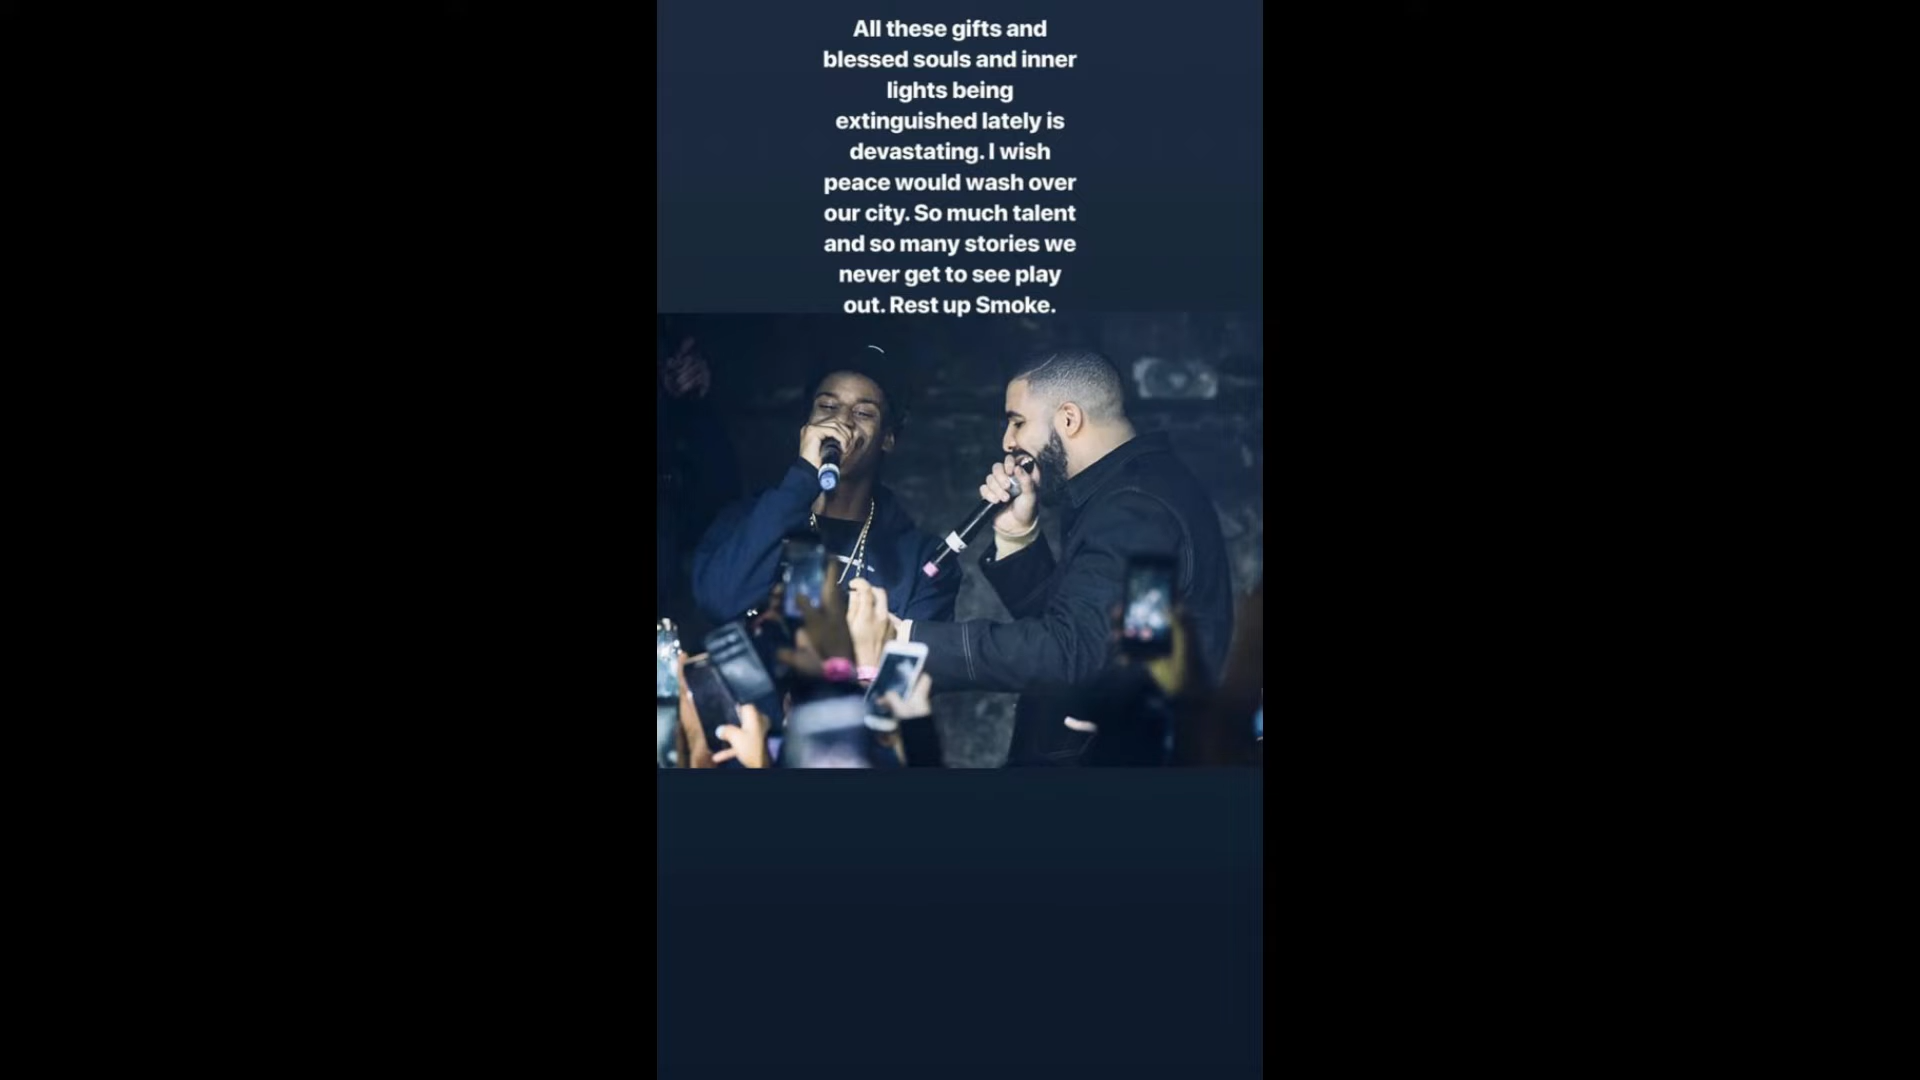 All these gifts and
blessed souls and inner
lights being
extinguished lately is
devastating. I wish
peace would wash over
our city. So much talent
and so many stories we
never get to see play
out. Rest up Smoke.